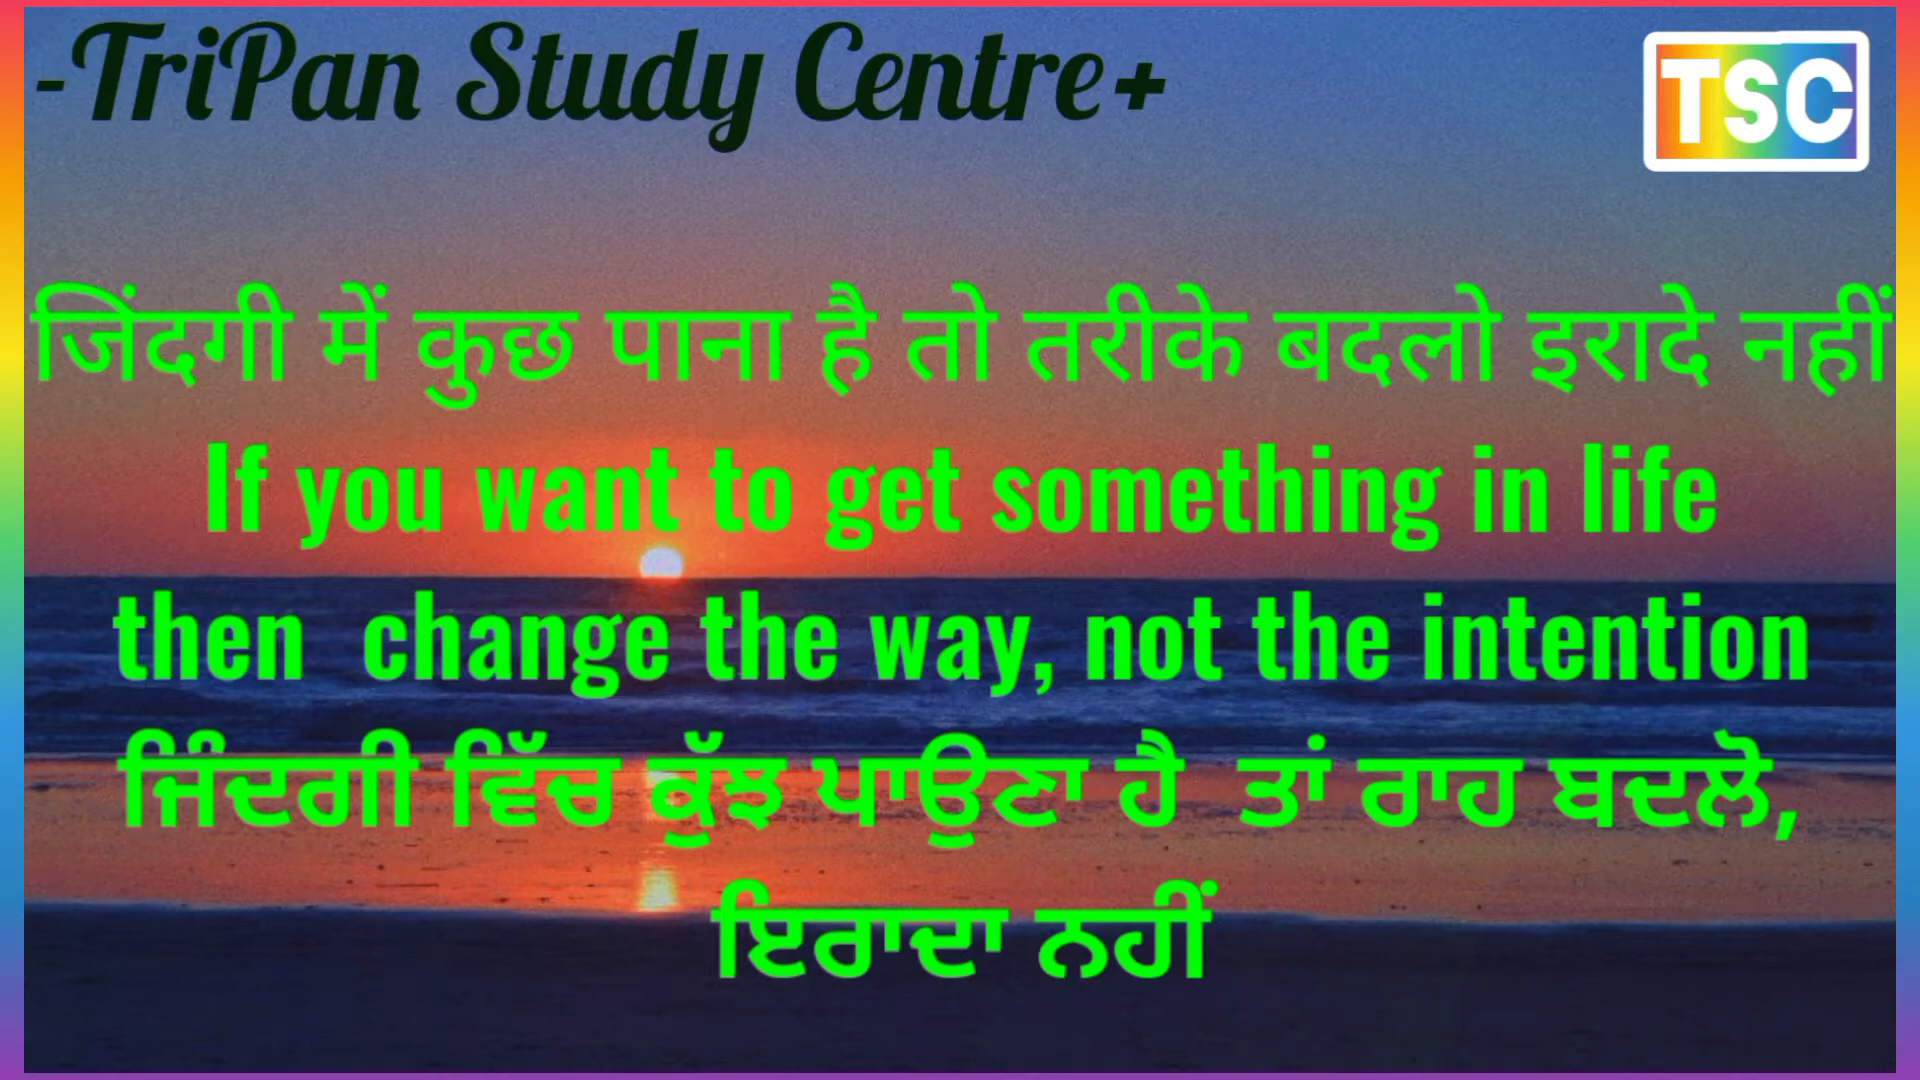 -TriPan Study Centre+
TSC
जिंदगी में कुछ पाना है तो तरीके बदलो इरादे नहीं
If you want to get something in life
then  change the way, not the intention
ਜਿੰਦਗੀ ਵਿੱਚ ਕੁੱਝ ਪਾਉਣਾ ਹੈ  ਤਾਂ ਰਾਹ ਬਦਲੋ,
ਇਰਾਦਾ ਨਹੀਂ